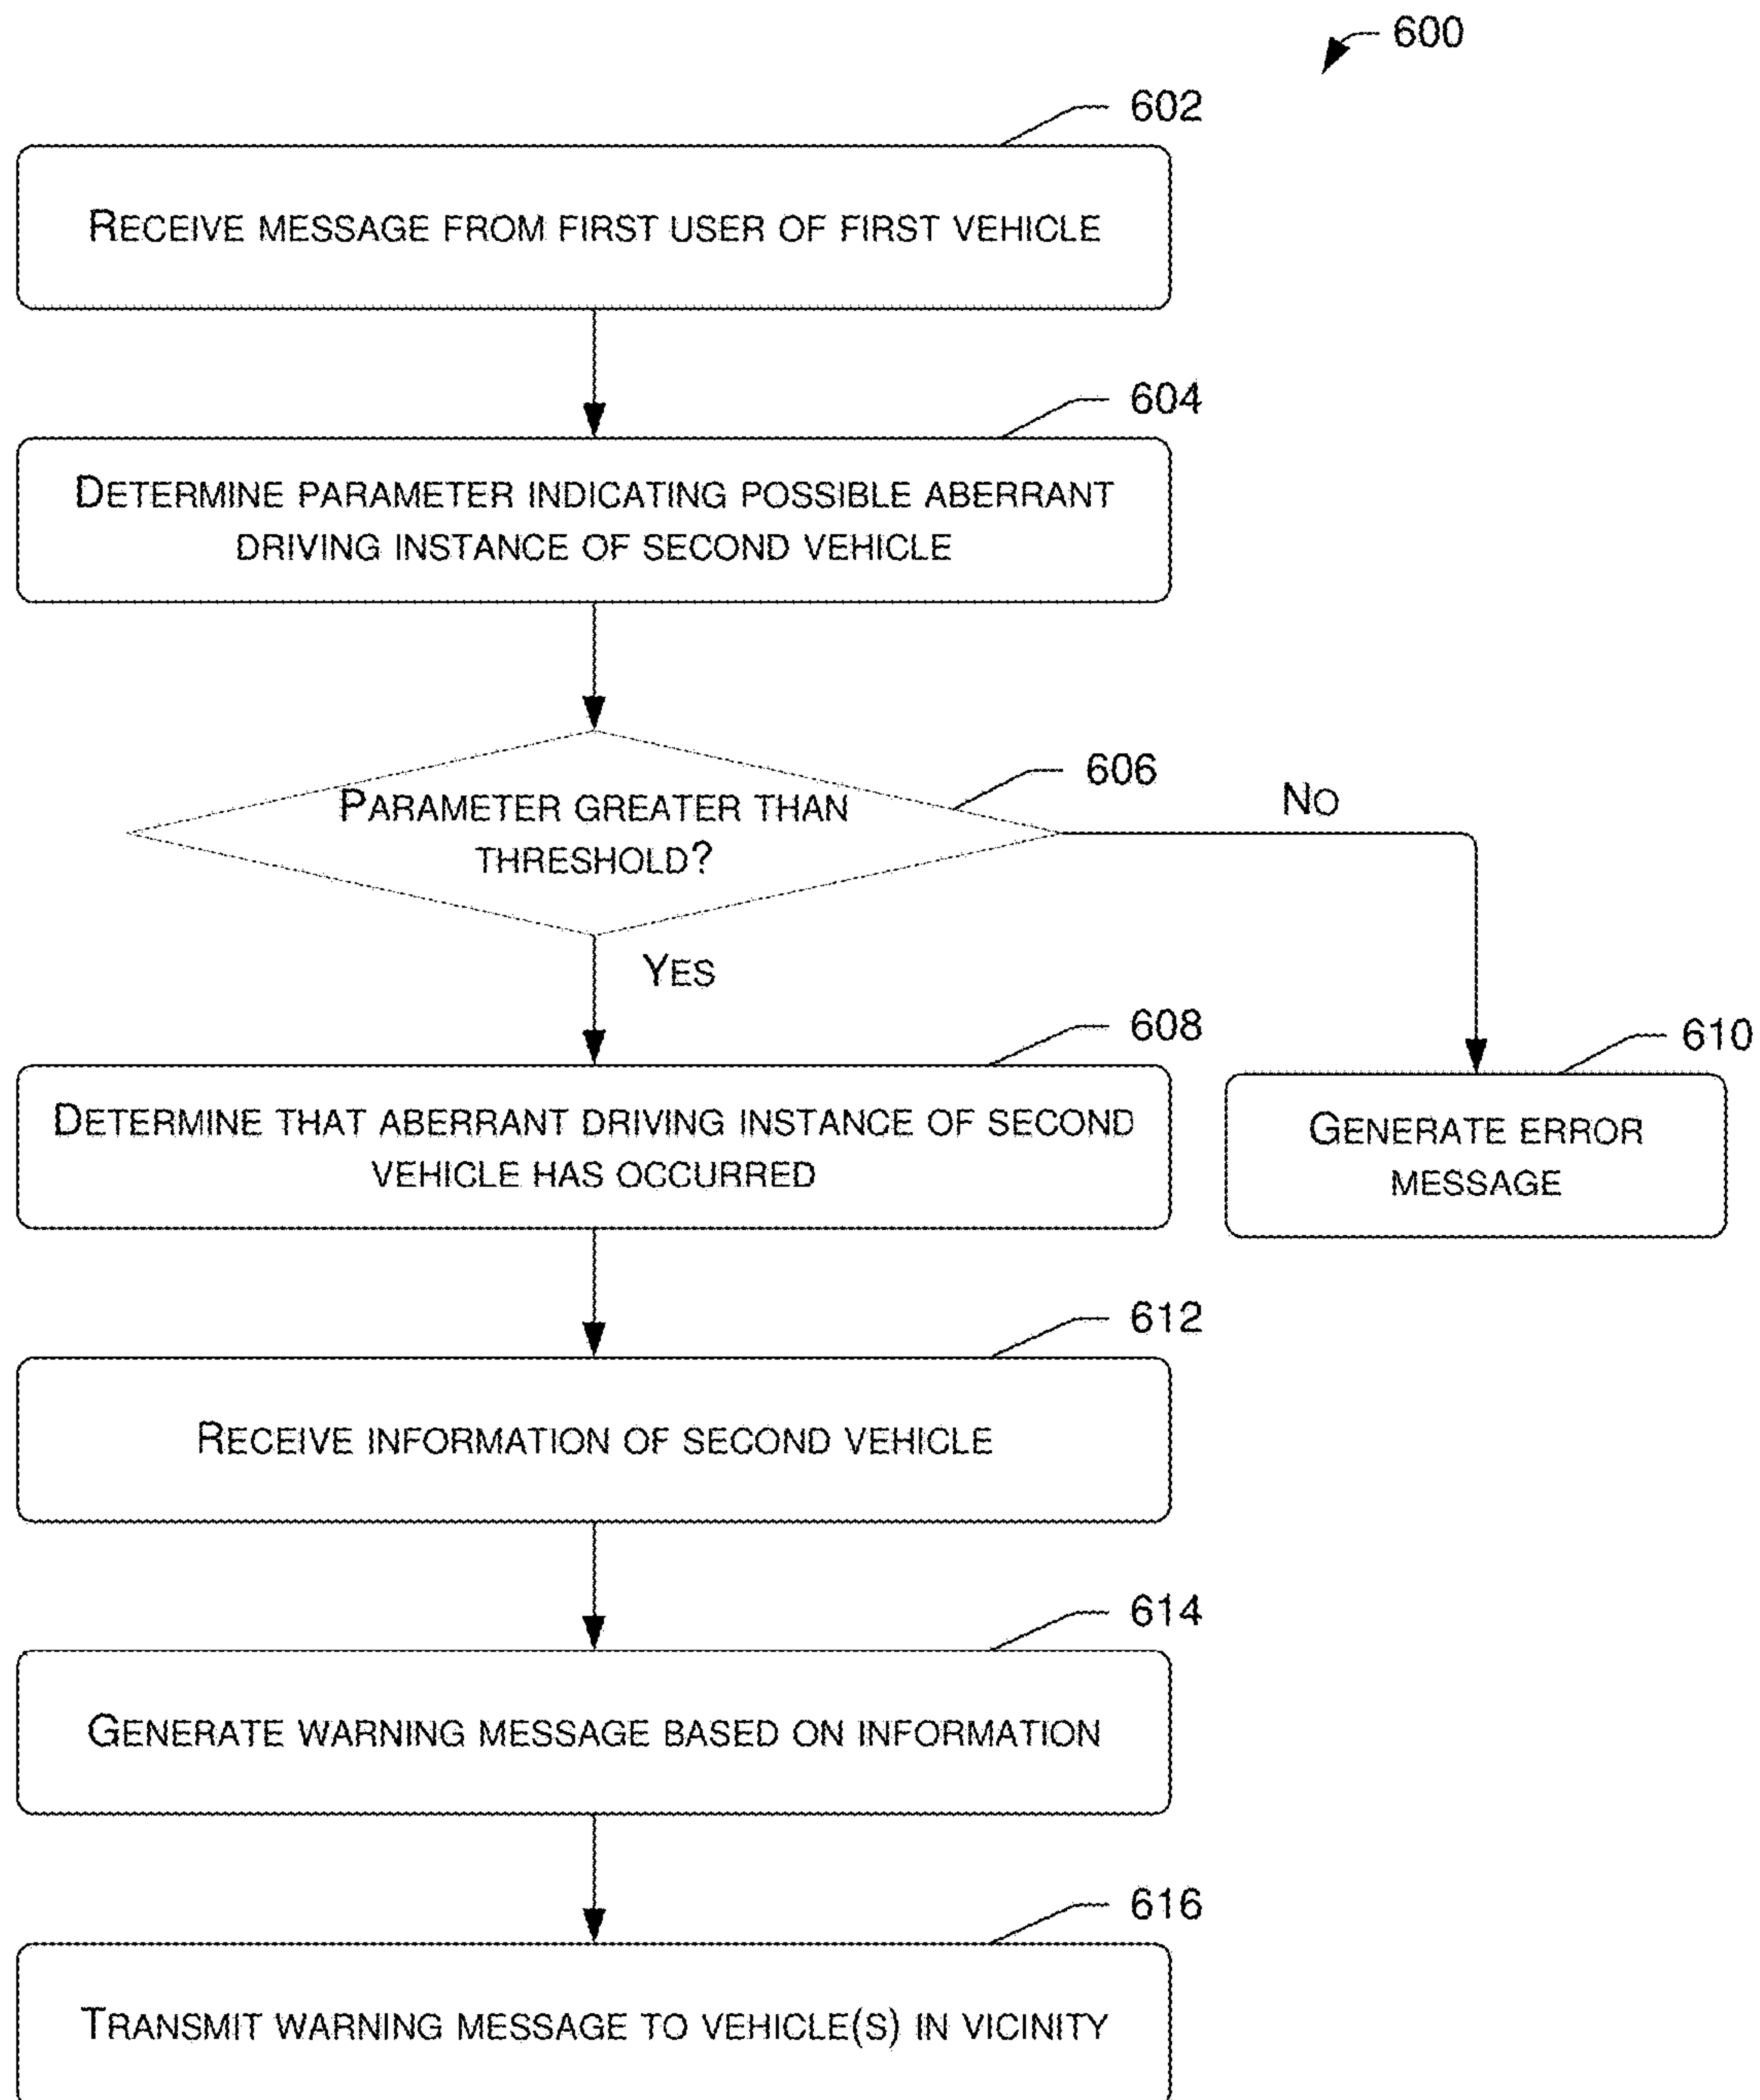 600
602
RECEIVE MESSAGE FROM FIRST USER OF FIRST VEHICLE
604
DETERMINE PARAMETER INDICATING POSSIBLE ABERRANT
DRIVING INSTANCE OF SECOND VEHICLE
606
PARAMETER GREATER THAN
THRESHOLD?
NO
YES
608
DETERMINE THAT ABERRANT DRIVING INSTANCE OF SECOND
VEHICLE HAS OCCURRED
610
GENERATE ERROR
MESSAGE
612
RECEIVE INFORMATION OF SECOND VEHICLE
614
GENERATE WARNING MESSAGE BASED ON INFORMATION
616
TRANSMIT WARNING MESSAGE TO VEHICLE(S) IN VICINITY